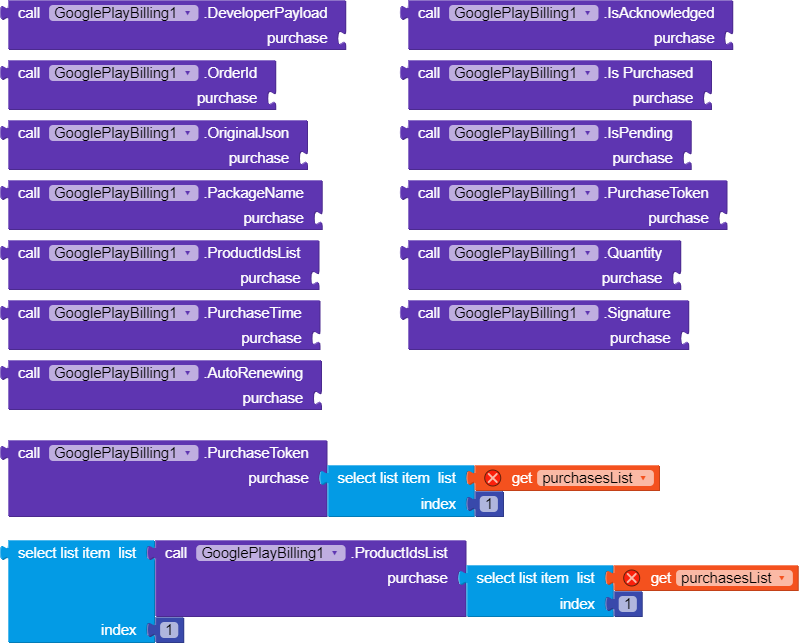 call GooglePlayBilling1 .DeveloperPayload
purchase
call GooglePlayBilling1 .IsAcknowledged
purchase
call GooglePlayBilling1 .OrderId
purchase
call GooglePlayBilling1 .Is Purchased
purchase
call GooglePlayBilling1 .OriginalJson
purchase
call GooglePlayBilling1 .IsPending
purchase
call GooglePlayBilling1 .PackageName
purchase
call GooglePlayBilling1 .PurchaseToken
purchase
call GooglePlayBilling1 .ProductIdsList
purchase
call GooglePlayBilling1 .Quantity
purchase
call GooglePlayBilling1 .PurchaseTime
purchase
call GooglePlayBilling1 .Signature
purchase
call GooglePlayBilling1 .AutoRenewing
purchase
call GooglePlayBilling1 .PurchaseToken
purchase select list item list get purchasesList
index 1
select list item list call GooglePlayBilling1 .ProductIdsList
purchase select list item list get purchasesList
index 1
index 1